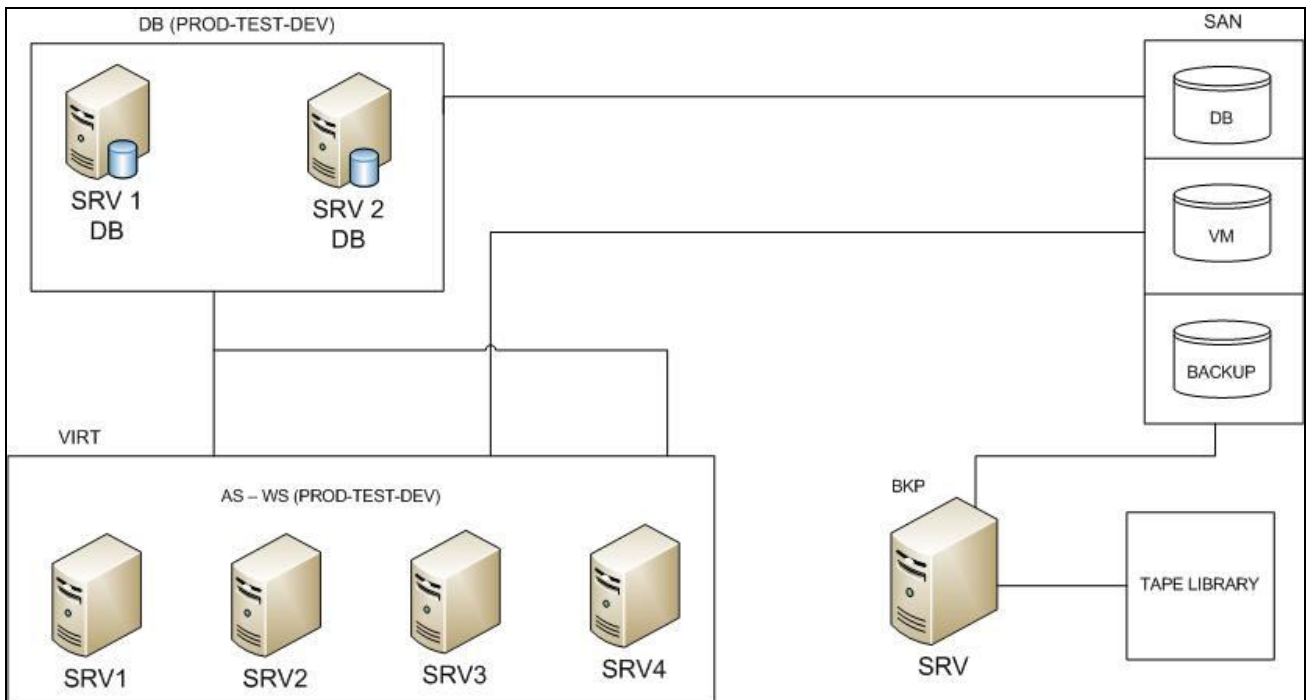 DB (PROD-TEST-DEV)
SRV 1
DB
SRV 2
DB
SAN
DB
VM
BACKUP
VIRT
AS – WS (PROD-TEST-DEV)
SRV1
SRV2
SRV3
SRV4
BKP
SRV
TAPE LIBRARY